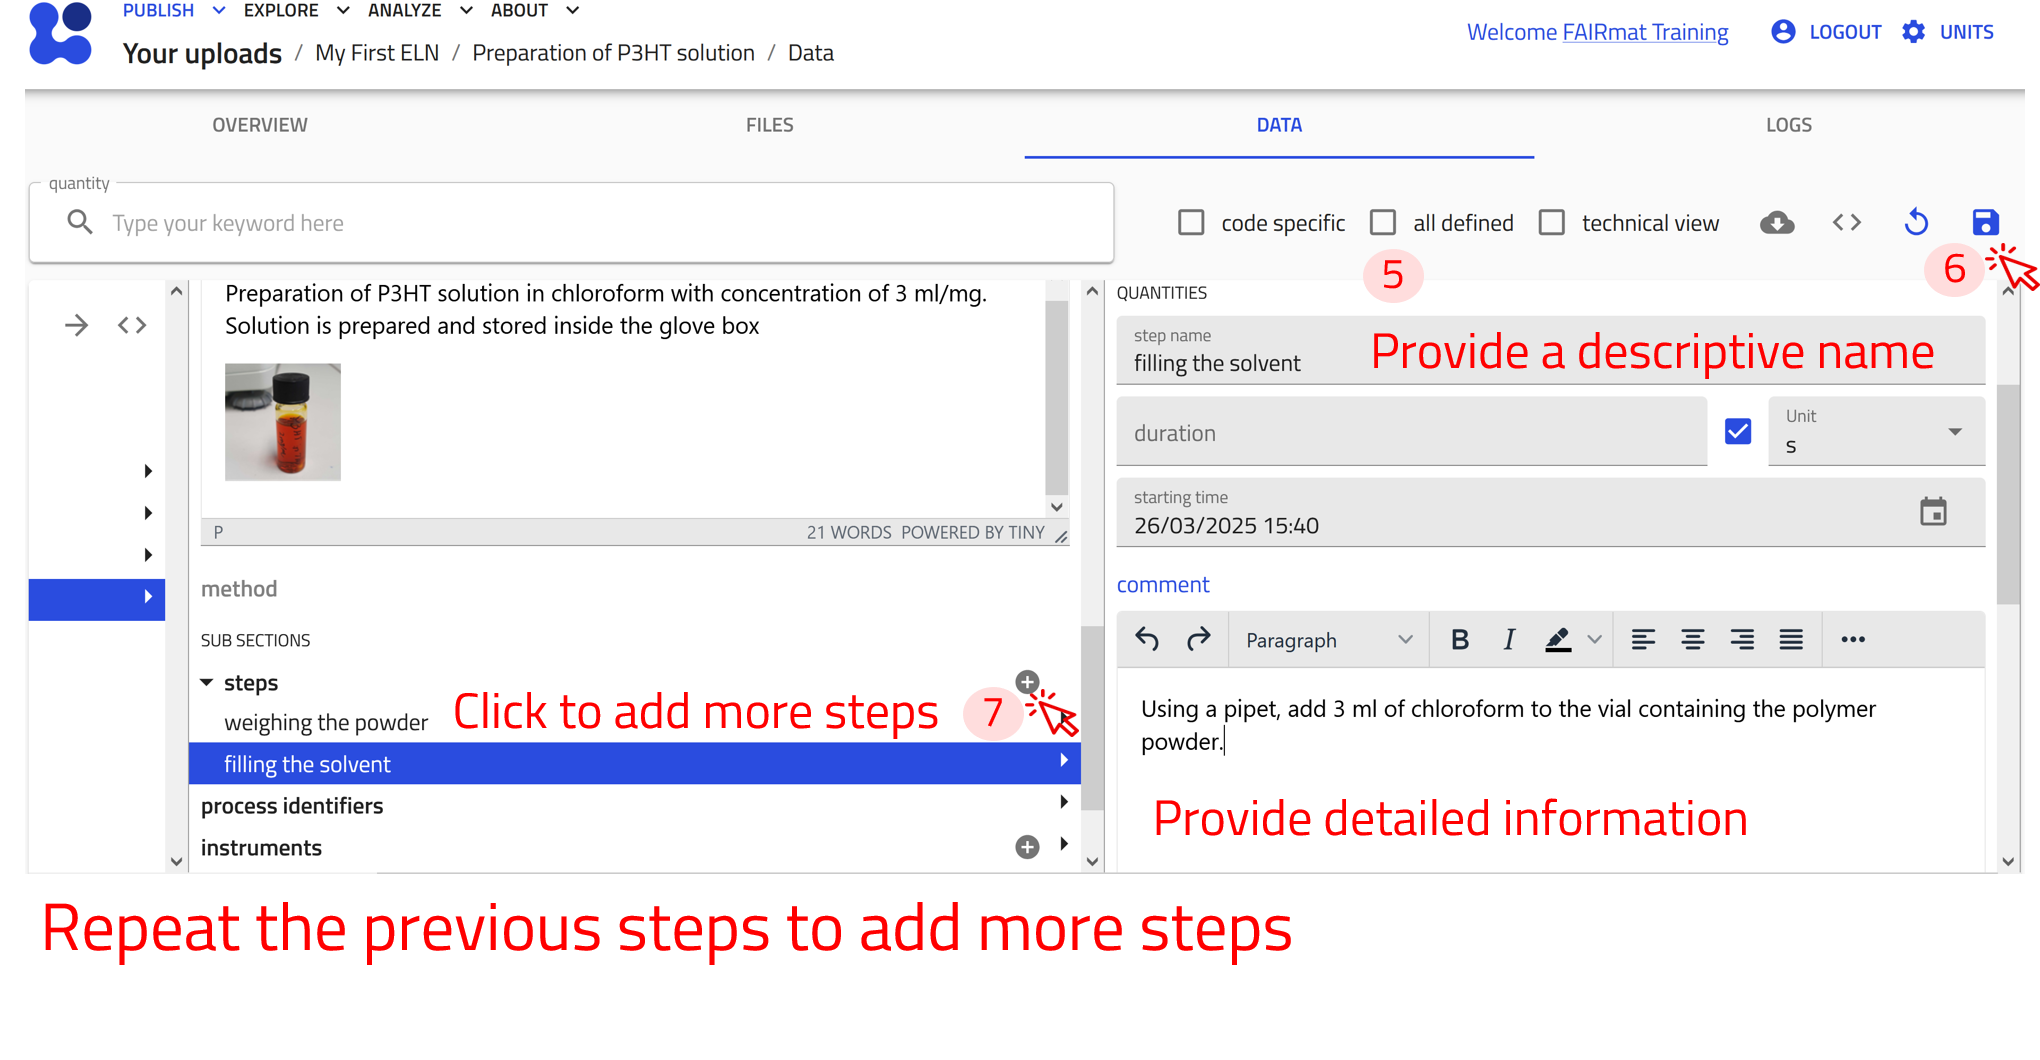 PUBLISH EXPLORE ANALYZE ABOUT
Your uploads / My First ELN / Preparation of P3HT solution / Data
Welcome FAIRmat Training LOGOUT UNITS
OVERVIEW FILES DATA LOGS
quantity
Type your keyword here
code specific all defined technical view
5
6
Preparation of P3HT solution in chloroform with concentration of 3 ml/mg.
Solution is prepared and stored inside the glove box
P 21 WORDS POWERED BY TINY
method
SUB SECTIONS
steps
weighing the powder
Click to add more steps 7
filling the solvent
process identifiers
instruments
QUANTITIES
step name
filling the solvent
Provide a descriptive name
duration
Unit
s
starting time
26/03/2025 15:40
comment
Paragraph B I
Using a pipet, add 3 ml of chloroform to the vial containing the polymer
powder.
Provide detailed information
Repeat the previous steps to add more steps